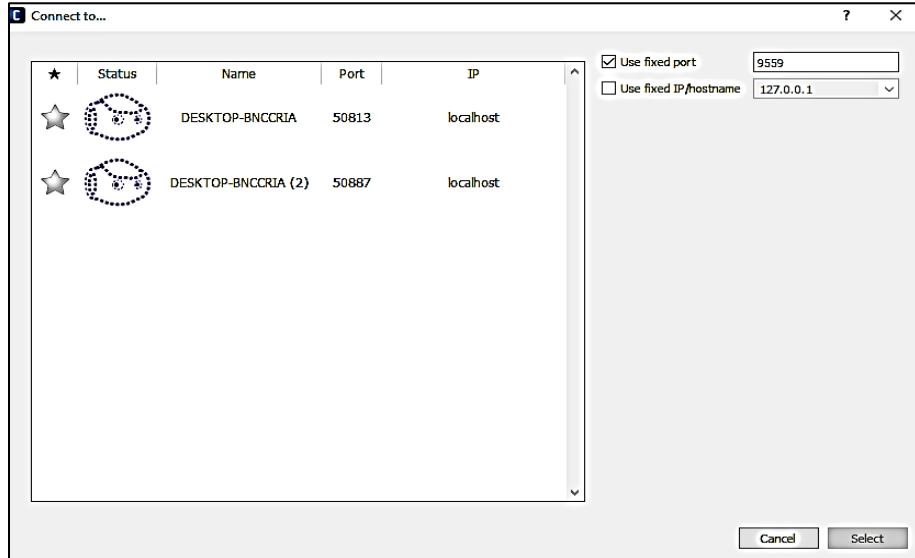 Connect to...
Use fixed port 9559
Use fixed IP/hostname 127.0.0.1
★ Status Name Port IP
DESKTOP-BNCCRIA 50813 localhost
DESKTOP-BNCCRIA (2) 50887 localhost
Cancel Select